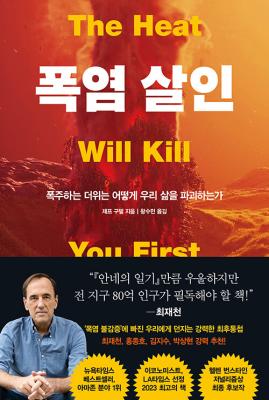 The Heat
폭염 살인
Will Kill
폭주하는 더위는 어떻게 우리 삶을 파괴하는가
제프 구델 지음 | 왕수민 옮김
You First
“『안네의 일기』만큼 우울하지만
전 지구 80억 인구가 필독해야 할 책!”
—최재천
‘폭염 불감증’에 빠진 우리에게 던지는 강력한 최후통첩
최재천, 홍종호, 김지수, 박상현 강력 추천!
뉴욕타임스
베스트셀러,
아마존 분야 1위
이코노미스트,
LA타임스 선정
2023 최고의 책
헬렌 번스타인
저널리즘상
최종 후보작